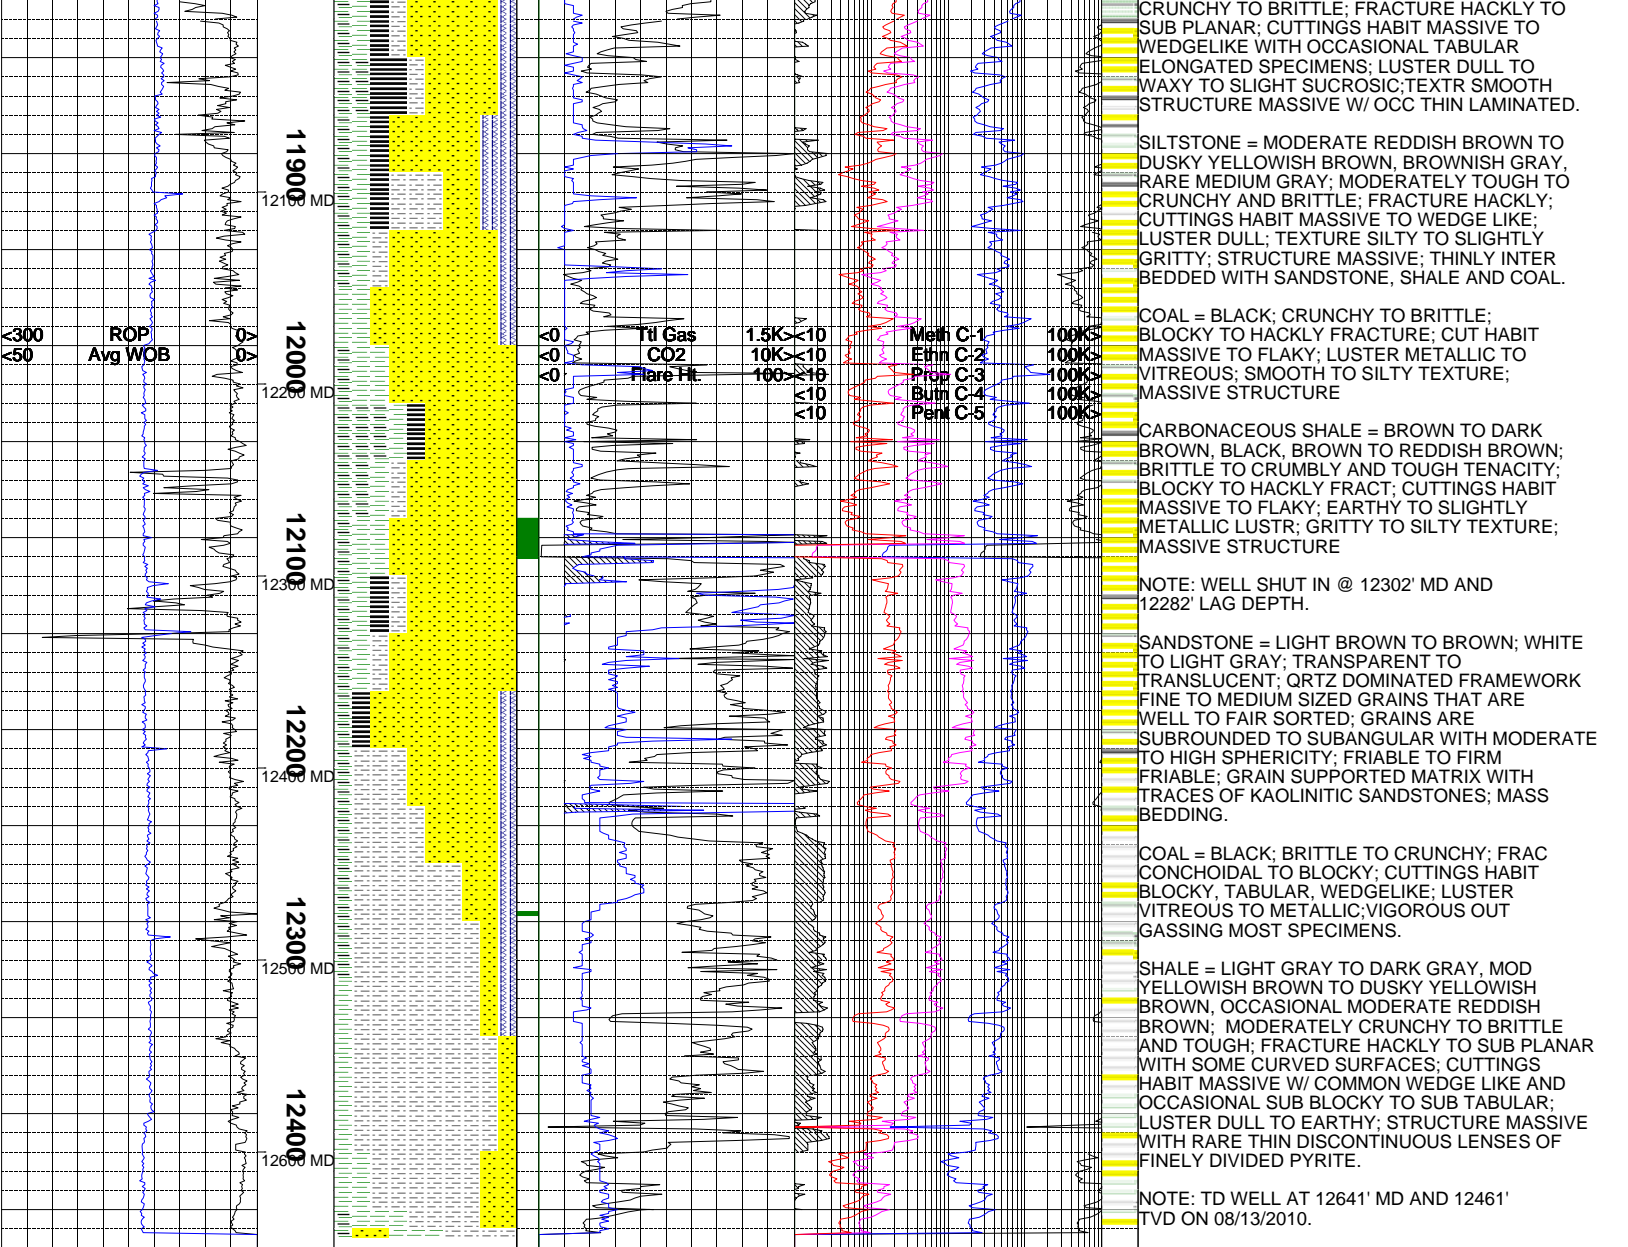 CRUNCHY TO BRITTLE; FRACTURE HACKLY TO
SUB PLANAR; CUTTINGS HABIT MASSIVE TO
WEDGELIKE WITH OCCASIONAL TABULAR
ELONGATED SPECIMENS; LUSTER DULL TO
WAXY TO SLIGHT SUCROSIC;TEXTR SMOOTH
STRUCTURE MASSIVE W/ OCC THIN LAMINATED.
SILTSTONE = MODERATE REDDISH BROWN TO
DUSKY YELLOWISH BROWN, BROWNISH GRAY,
RARE MEDIUM GRAY; MODERATELY TOUGH TO
CRUNCHY AND BRITTLE; FRACTURE HACKLY;
CUTTINGS HABIT MASSIVE TO WEDGE LIKE;
LUSTER DULL; TEXTURE SILTY TO SLIGHTLY
GRITTY; STRUCTURE MASSIVE; THINLY INTER
BEDDED WITH SANDSTONE, SHALE AND COAL.
COAL = BLACK; CRUNCHY TO BRITTLE;
BLOCKY TO HACKLY FRACTURE; CUT HABIT
MASSIVE TO FLAKY; LUSTER METALLIC TO
VITREOUS; SMOOTH TO SILTY TEXTURE;
MASSIVE STRUCTURE
CARBONACEOUS SHALE = BROWN TO DARK
BROWN, BLACK, BROWN TO REDDISH BROWN;
BRITTLE TO CRUMBLY AND TOUGH TENACITY;
BLOCKY TO HACKLY FRACT; CUTTINGS HABIT
MASSIVE TO FLAKY; EARTHY TO SLIGHTLY
METALLIC LUSTR; GRITTY TO SILTY TEXTURE;
MASSIVE STRUCTURE
NOTE: WELL SHUT IN @ 12302' MD AND
12282' LAG DEPTH.
SANDSTONE = LIGHT BROWN TO BROWN; WHITE
TO LIGHT GRAY; TRANSPARENT TO
TRANSLUCENT; QRTZ DOMINATED FRAMEWORK
FINE TO MEDIUM SIZED GRAINS THAT ARE
WELL TO FAIR SORTED; GRAINS ARE
SUBROUNDED TO SUBANGULAR WITH MODERATE
TO HIGH SPHERICITY; FRIABLE TO FIRM
FRIABLE; GRAIN SUPPORTED MATRIX WITH
TRACES OF KAOLINITIC SANDSTONES; MASS
BEDDING.
COAL = BLACK; BRITTLE TO CRUNCHY; FRAC
CONCHOIDAL TO BLOCKY; CUTTINGS HABIT
BLOCKY, TABULAR, WEDGELIKE; LUSTER
VITREOUS TO METALLIC;VIGOROUS OUT
GASSING MOST SPECIMENS.
SHALE = LIGHT GRAY TO DARK GRAY, MOD
YELLOWISH BROWN TO DUSKY YELLOWISH
BROWN, OCCASIONAL MODERATE REDDISH
BROWN; MODERATELY CRUNCHY TO BRITTLE
AND TOUGH; FRACTURE HACKLY TO SUB PLANAR
WITH SOME CURVED SURFACES; CUTTINGS
HABIT MASSIVE W/ COMMON WEDGE LIKE AND
OCCASIONAL SUB BLOCKY TO SUB TABULAR;
LUSTER DULL TO EARTHY; STRUCTURE MASSIVE
WITH RARE THIN DISCONTINUOUS LENSES OF
FINELY DIVIDED PYRITE.
NOTE: TD WELL AT 12641' MD AND 12461'
TVD ON 08/13/2010.
<300 ROP 0>
<50 Avg WOB 0>
<0 Ttl Gas 1.5K>
<0 CO2 10K>
<0 Flare Ht. 100>
<10 Meth C-1 100K>
<10 Ethn C-2 100K>
<10 Prop C-3 100K>
<10 Butn C-4 100K>
<10 Pent C-5 100K>
11900
12100 MD
12000
12200 MD
12100
12300 MD
12200
12400 MD
12300
12500 MD
12400
12600 MD